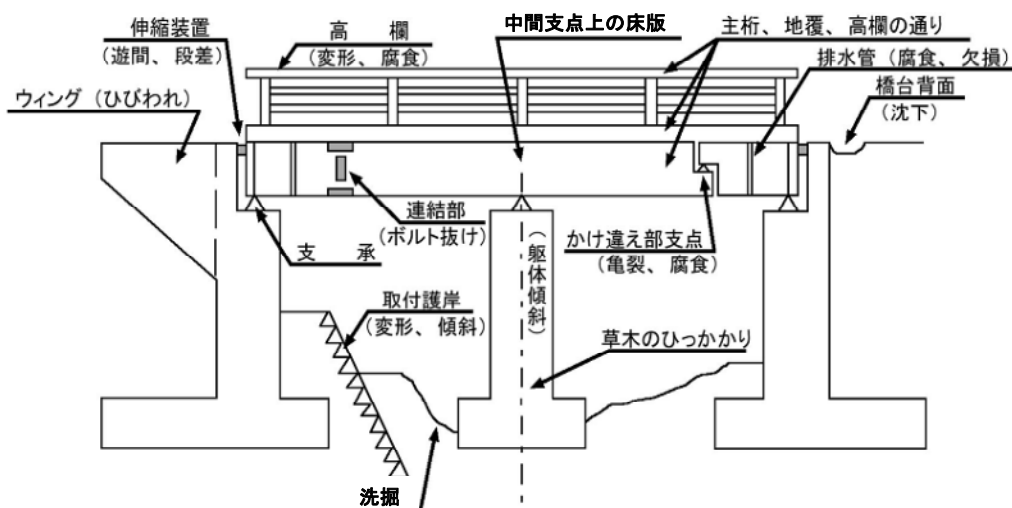 伸縮装置
(遊間、段差)
高 欄
(変形、腐食)
中間支点上の床版
主桁、地覆、高欄の通り
排水管(腐食、欠損)
橋台背面
(沈下)
ウィング(ひびわれ)
連結部
(ボルト抜け)
支 承
かけ違え部支点
(亀裂、腐食)
(躯体傾斜)
取付護岸
(変形、傾斜)
草木のひっかかり
洗掘